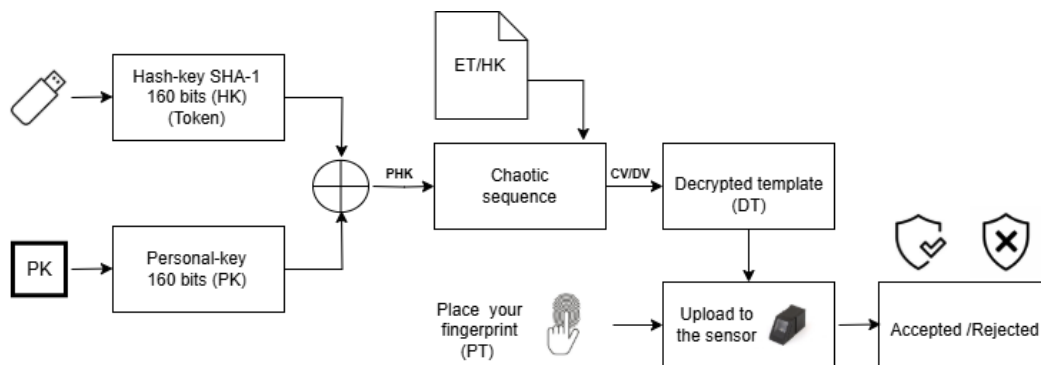 Hash-key SHA-1
160 bits (HK)
(Token)
ET/HK
PHK
Chaotic
sequence
CV/DV
Decrypted template
(DT)
PK
Personal-key
160 bits (PK)
Place your
fingerprint
(PT)
Upload to
the sensor
Accepted /Rejected